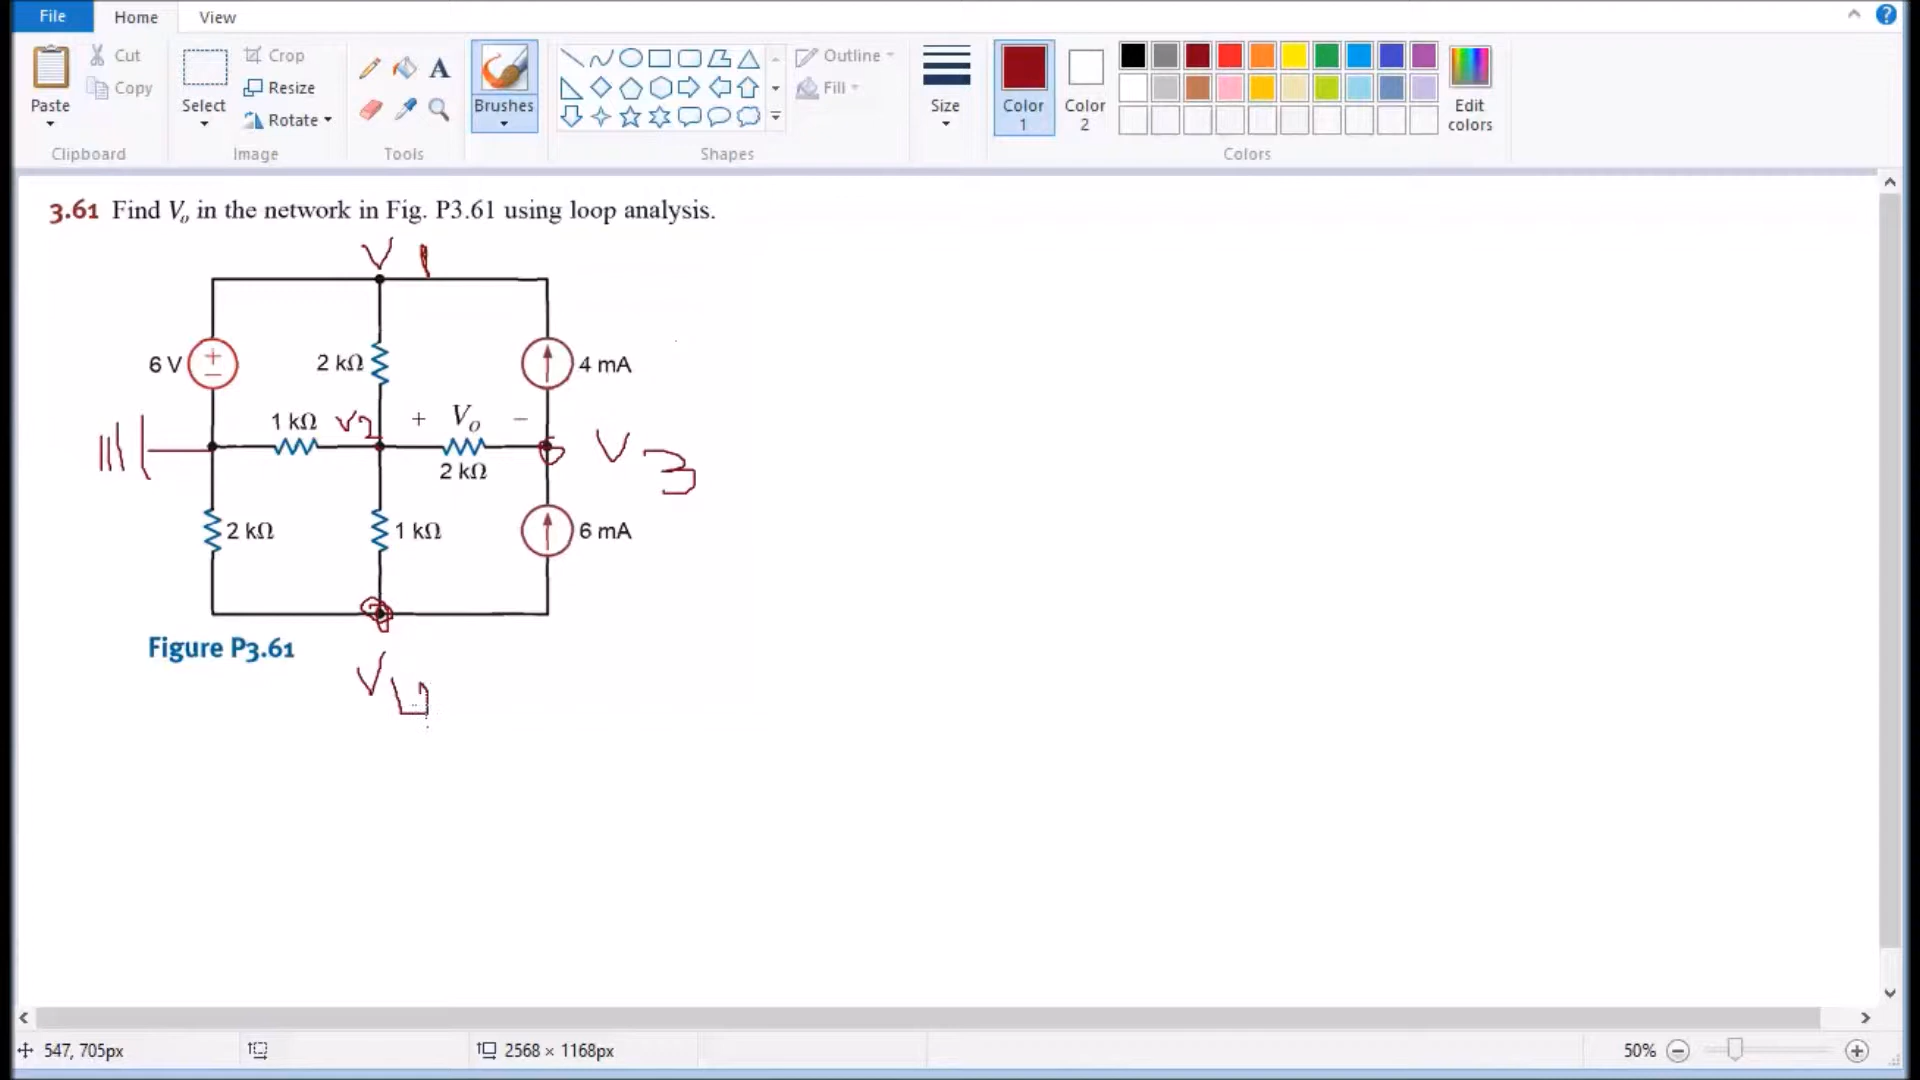 File Home View
Paste
Clipboard
Cut
Copy
Select
Crop
Resize
Rotate
Image
Tools
Brushes
Shapes
Outline
Fill
Size
Color 1
Color 2
Edit colors
Colors
3.61 Find Vo in the network in Fig. P3.61 using loop analysis.
V 1
6 V
+
−
2 kΩ
4 mA
1 kΩ
V2
+ Vo −
2 kΩ
V3
2 kΩ
1 kΩ
6 mA
Figure P3.61
V4
547, 705px
2568 × 1168px
50%